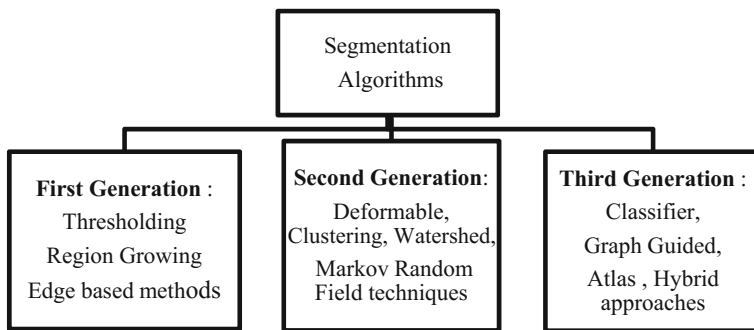 Segmentation
Algorithms
First Generation :
Thresholding
Region Growing
Edge based methods
Second Generation:
Deformable,
Clustering, Watershed,
Markov Random
Field techniques
Third Generation :
Classifier,
Graph Guided,
Atlas , Hybrid
approaches